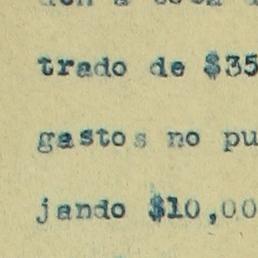 trado de $35
gastos no pu
jando $10,00